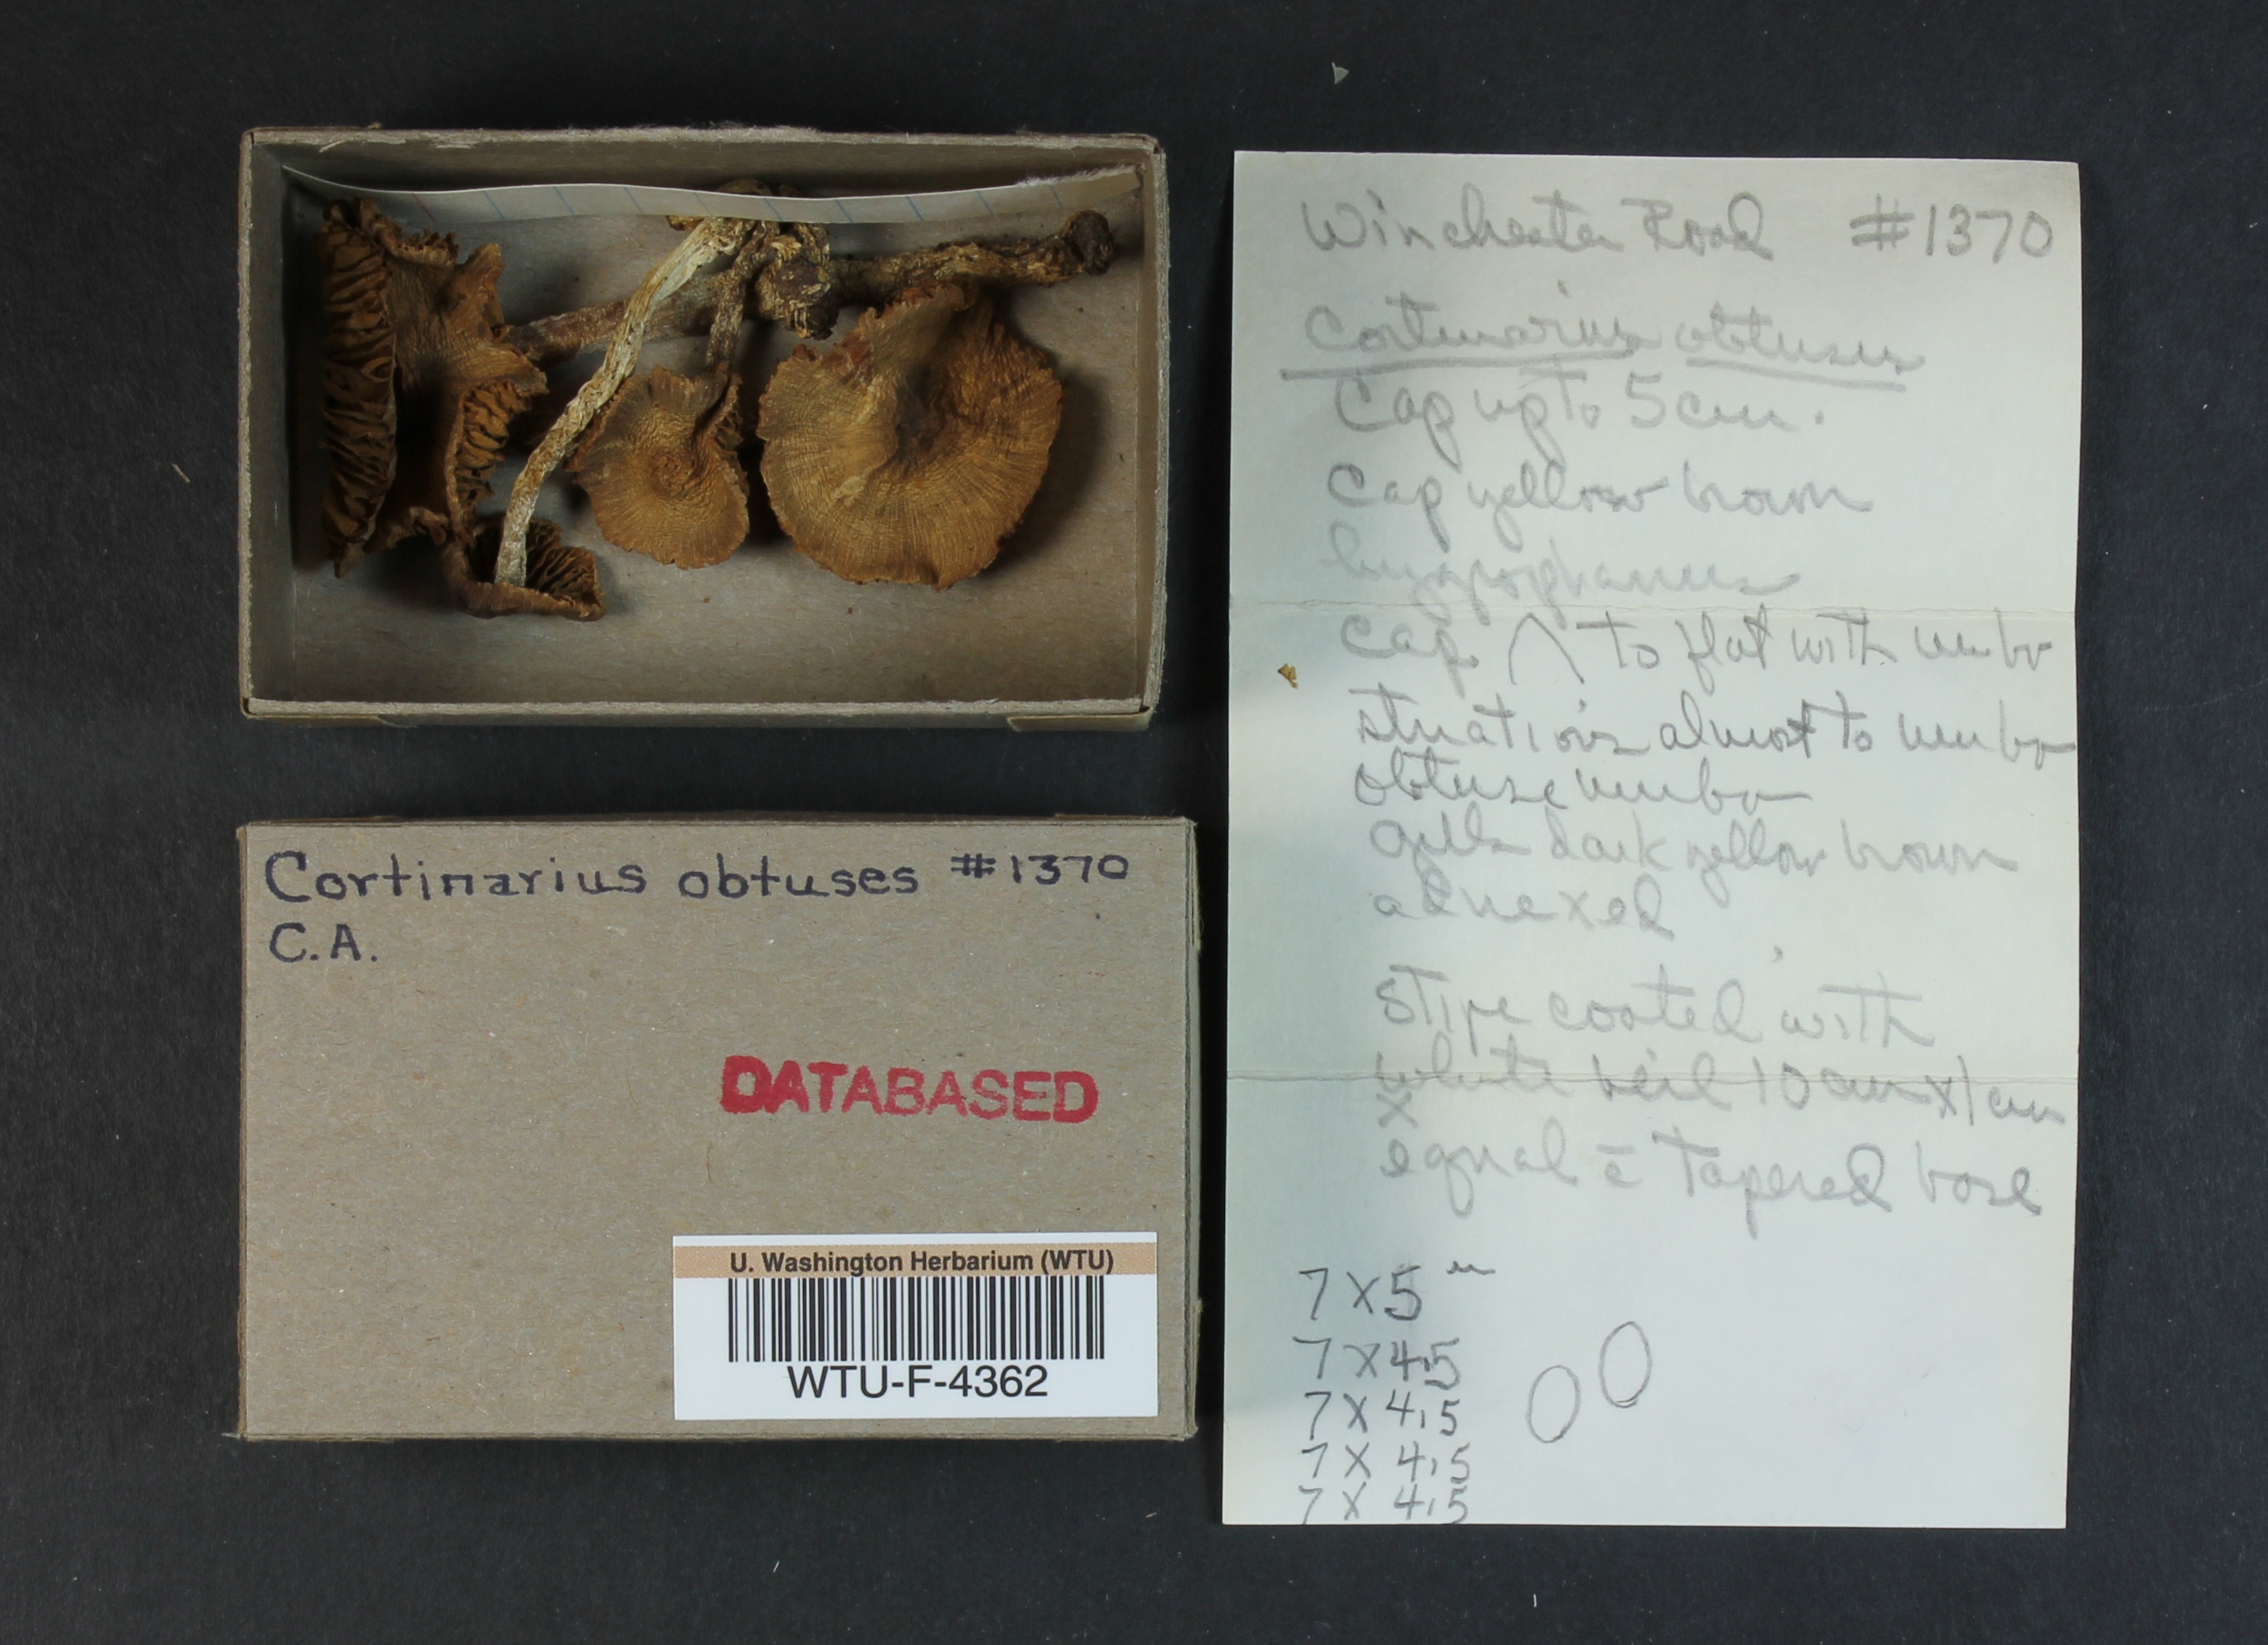 Winchester Road #1370
Cortinarius obtusus
Cap up to 5 cm.
Cap yellow brown
hygrophanus
cap ⋀ to flat with umbo
striations almost to umbo
obtuse umbo
gills dark yellow brown
adnexed
stipe coated with
white veil 10 cm x 1 cm
x
equal c̄ tapered base
7 x 5 m
7 x 4.5
7 x 4.5
7 x 4.5
7 x 4.5
Cortinarius obtuses #1370
C.A.
DATABASED
U. Washington Herbarium (WTU)
WTU-F-4362